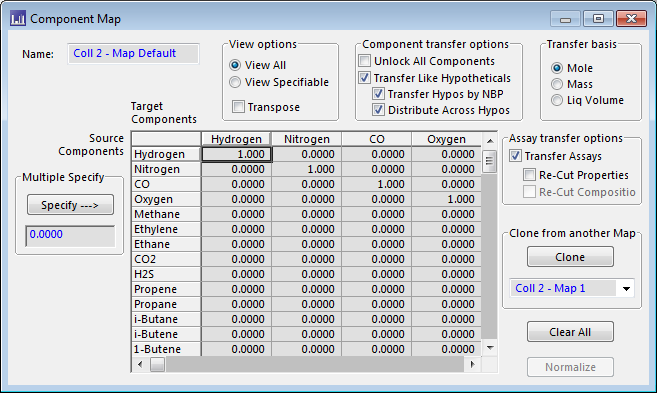 Component Map
Name: Coll 2 - Map Default
View options
View All
View Specifiable
Transpose
Component transfer options
Unlock All Components
Transfer Like Hypotheticals
Transfer Hypos by NBP
Distribute Across Hypos
Transfer basis
Mole
Mass
Liq Volume
Target
Components
Source
Components
Multiple Specify
Specify --->
0.0000
Hydrogen Nitrogen CO Oxygen
Hydrogen 1.000 0.0000 0.0000 0.0000
Nitrogen 0.0000 1.000 0.0000 0.0000
CO 0.0000 0.0000 1.000 0.0000
Oxygen 0.0000 0.0000 0.0000 1.000
Methane 0.0000 0.0000 0.0000 0.0000
Ethylene 0.0000 0.0000 0.0000 0.0000
Ethane 0.0000 0.0000 0.0000 0.0000
CO2 0.0000 0.0000 0.0000 0.0000
H2S 0.0000 0.0000 0.0000 0.0000
Propene 0.0000 0.0000 0.0000 0.0000
Propane 0.0000 0.0000 0.0000 0.0000
i-Butane 0.0000 0.0000 0.0000 0.0000
i-Butene 0.0000 0.0000 0.0000 0.0000
1-Butene 0.0000 0.0000 0.0000 0.0000
Assay transfer options
Transfer Assays
Re-Cut Properties
Re-Cut Compositio
Clone from another Map
Clone
Coll 2 - Map 1
Clear All
Normalize